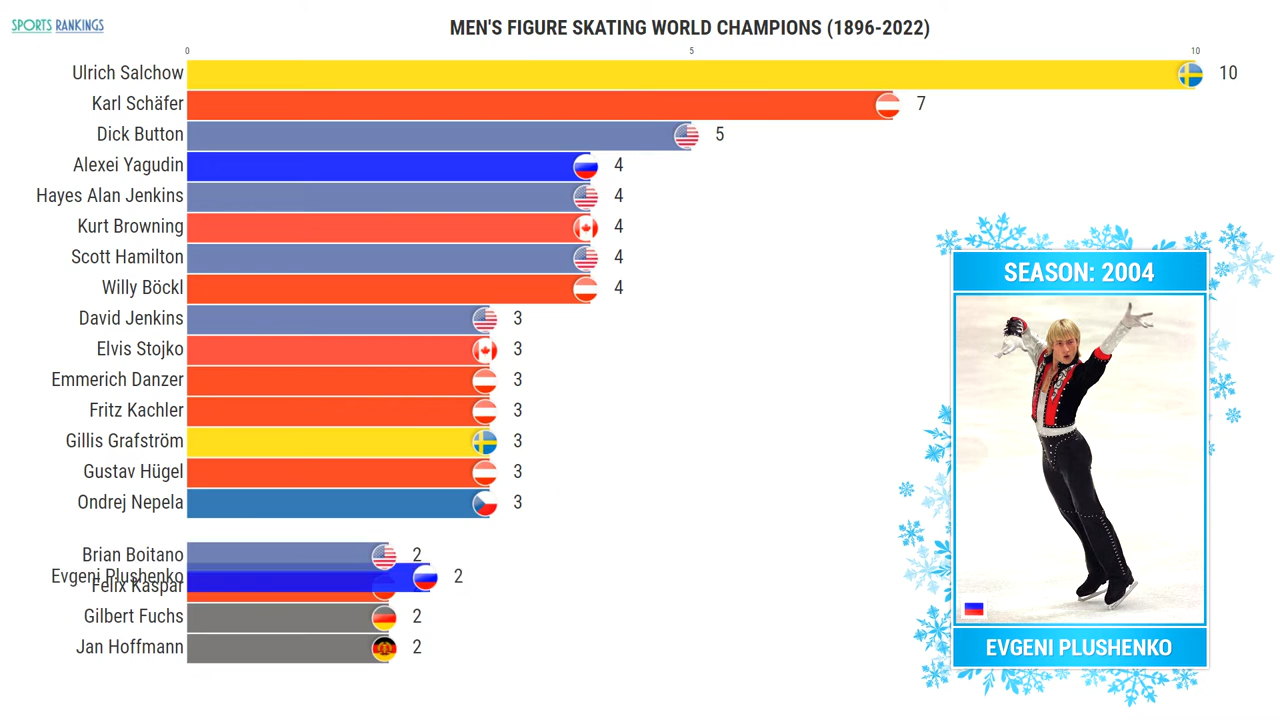 SPORTS RANKINGS
MEN'S FIGURE SKATING WORLD CHAMPIONS (1896-2022)
0 5 10
Ulrich Salchow 10
Karl Schäfer 7
Dick Button 5
Alexei Yagudin 4
Hayes Alan Jenkins 4
Kurt Browning 4
Scott Hamilton 4
Willy Böckl 4
David Jenkins 3
Elvis Stojko 3
Emmerich Danzer 3
Fritz Kachler 3
Gillis Grafström 3
Gustav Hügel 3
Ondrej Nepela 3
Brian Boitano 2
Evgeni Plushenko 2
Felix Kaspar
Gilbert Fuchs 2
Jan Hoffmann 2
SEASON: 2004
EVGENI PLUSHENKO